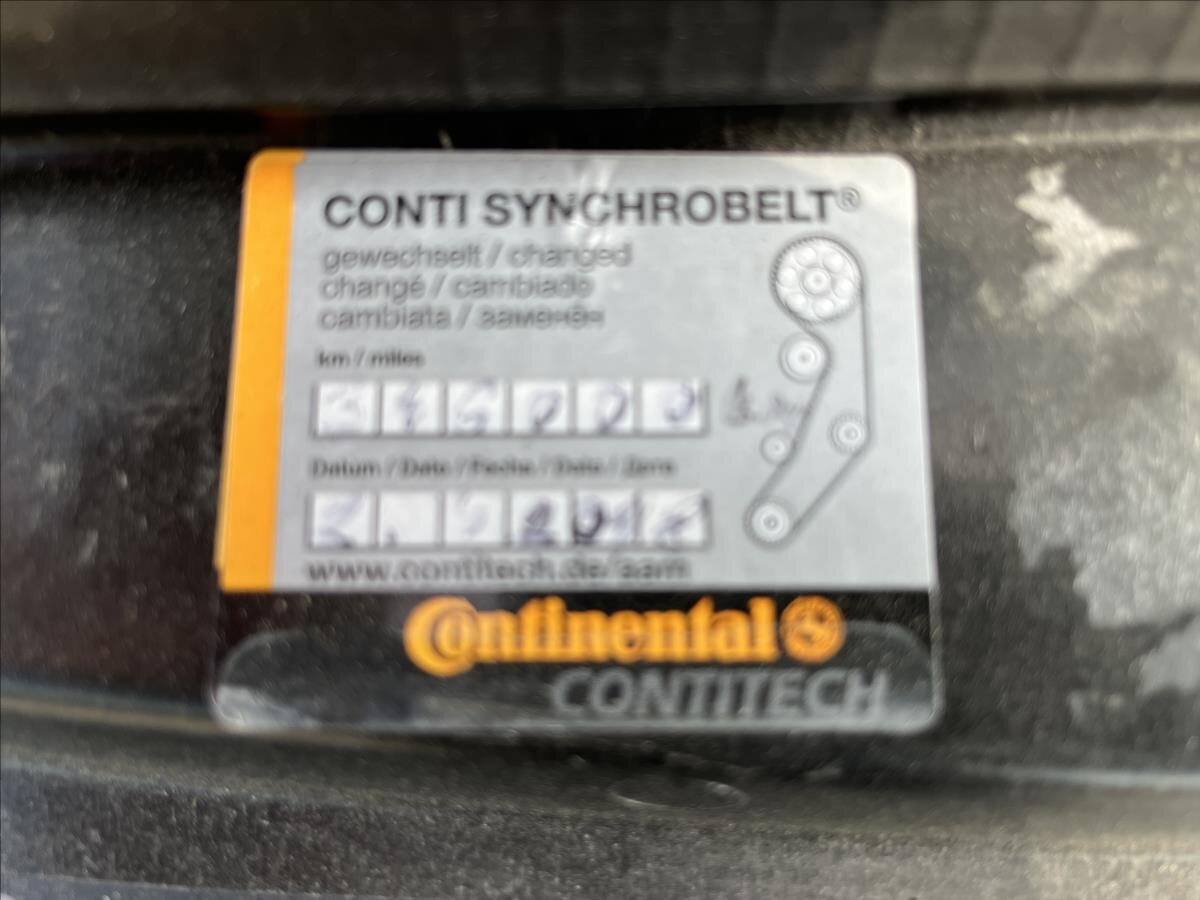 CONTI SYNCHROBELT®
gewechselt / changed
changé / cambiado
cambiata / заменён
km / miles
Datum / Date / Fecha / Data / Дата
www.contitech.de/aam
Continental
CONTITECH